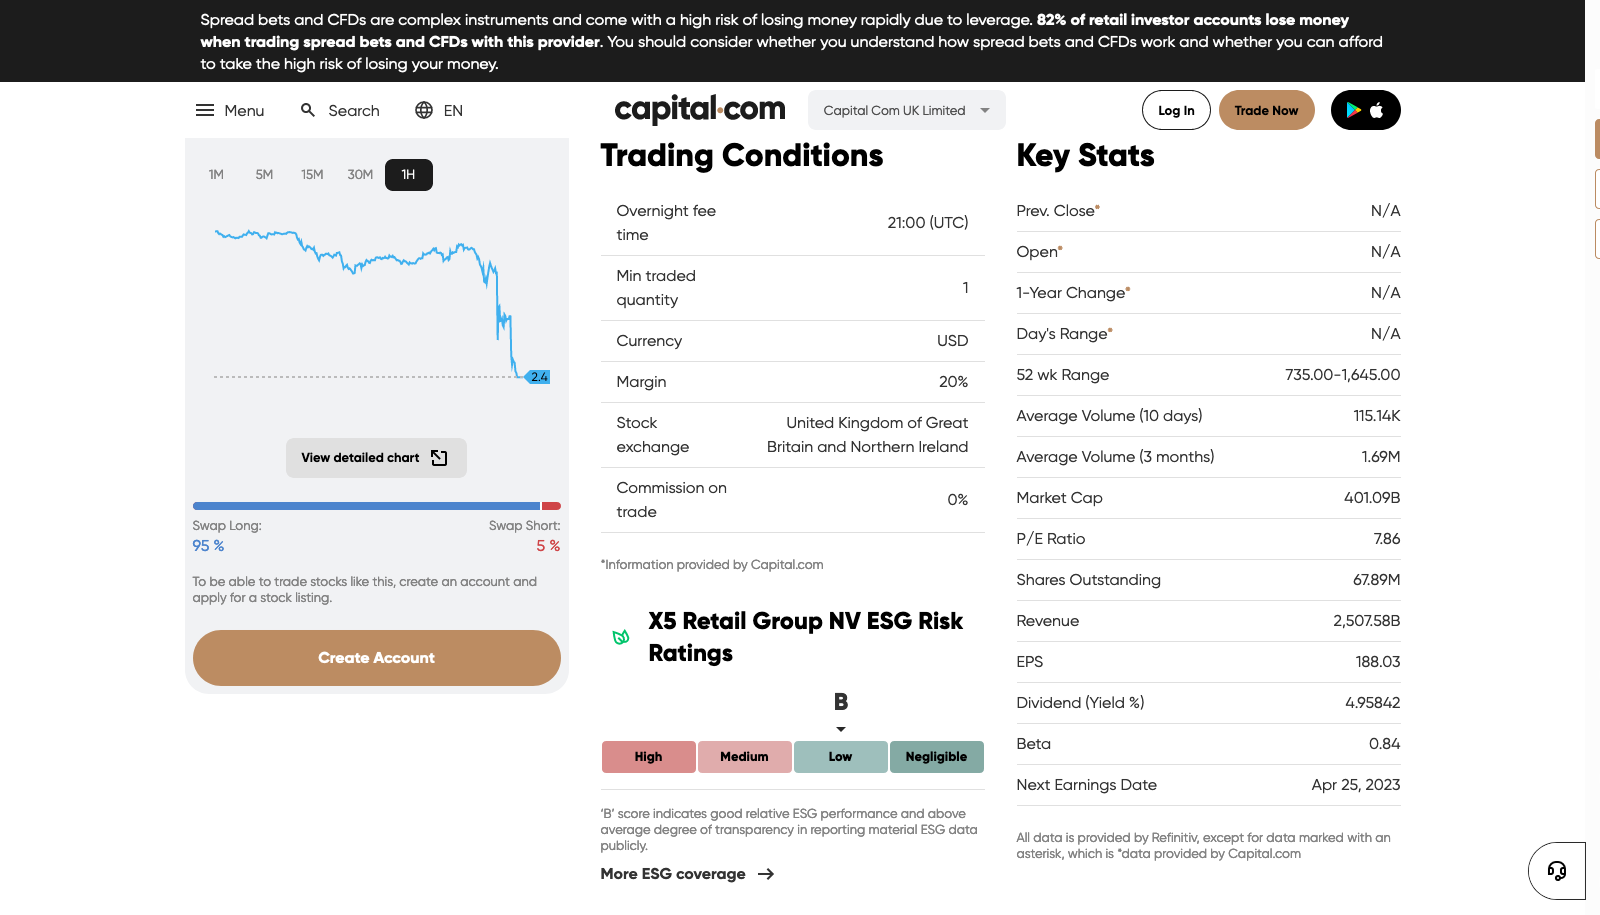 Spread bets and CFDs are complex instruments and come with a high risk of losing money rapidly due to leverage. 82% of retail investor accounts lose money
when trading spread bets and CFDs with this provider. You should consider whether you understand how spread bets and CFDs work and whether you can afford
to take the high risk of losing your money.
Menu
Search
EN
capital.com
Capital Com UK Limited
Log In
Trade Now
1M 5M 15M 30M 1H
2.4
View detailed chart
Swap Long: Swap Short:
95 % 5 %
To be able to trade stocks like this, create an account and
apply for a stock listing.
Create Account
Trading Conditions
Overnight fee
time
21:00 (UTC)
Min traded
quantity
1
Currency USD
Margin 20%
Stock
exchange
United Kingdom of Great
Britain and Northern Ireland
Commission on
trade
0%
*Information provided by Capital.com
X5 Retail Group NV ESG Risk
Ratings
B
High Medium Low Negligible
‘B’ score indicates good relative ESG performance and above
average degree of transparency in reporting material ESG data
publicly.
More ESG coverage
Key Stats
Prev. Close* N/A
Open* N/A
1-Year Change* N/A
Day's Range* N/A
52 wk Range 735.00-1,645.00
Average Volume (10 days) 115.14K
Average Volume (3 months) 1.69M
Market Cap 401.09B
P/E Ratio 7.86
Shares Outstanding 67.89M
Revenue 2,507.58B
EPS 188.03
Dividend (Yield %) 4.95842
Beta 0.84
Next Earnings Date Apr 25, 2023
All data is provided by Refinitiv, except for data marked with an
asterisk, which is *data provided by Capital.com